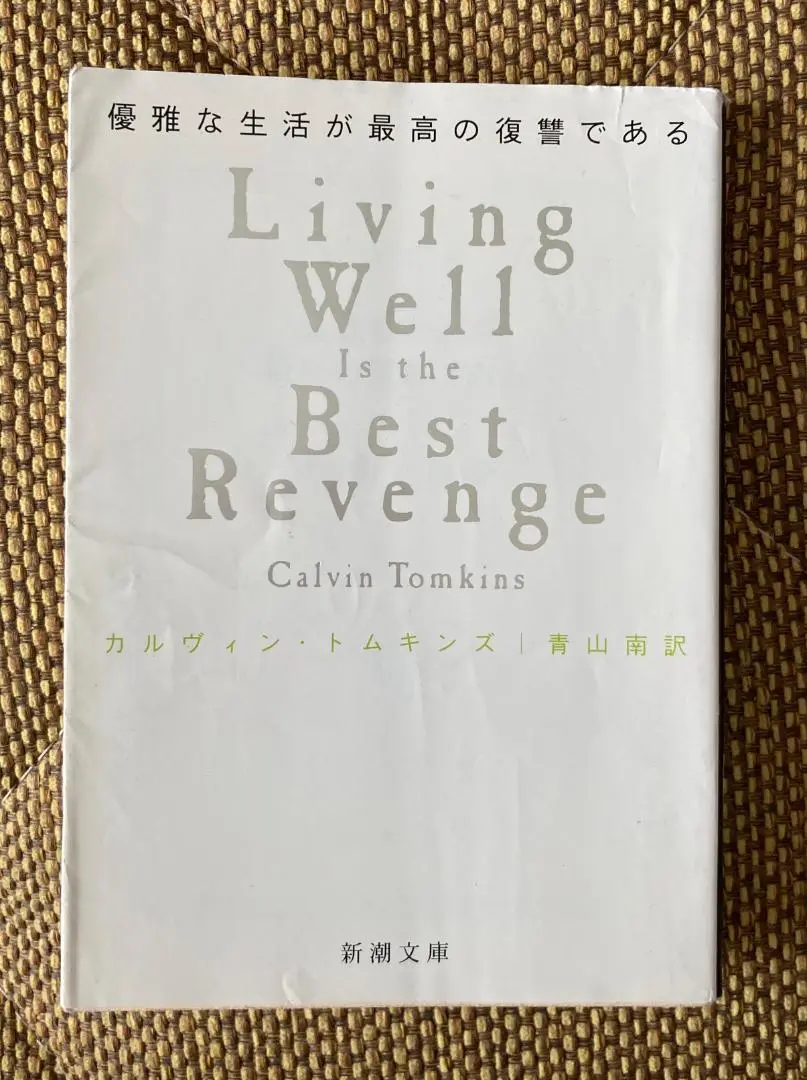 優雅な生活が最高の復讐である
Living
Well
Is the
Best
Revenge
Calvin Tomkins
カルヴィン・トムキンズ|青山南訳
新潮文庫